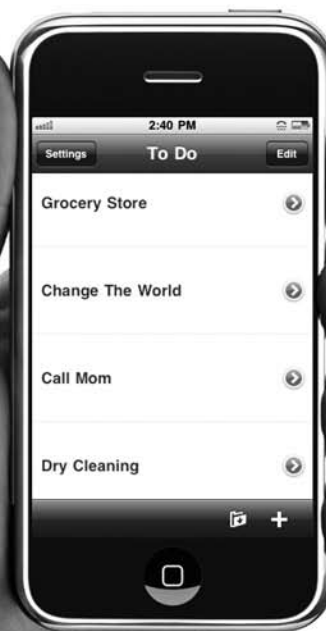 2:40 PM
Settings
To Do
Edit
Grocery Store
Change The World
Call Mom
Dry Cleaning